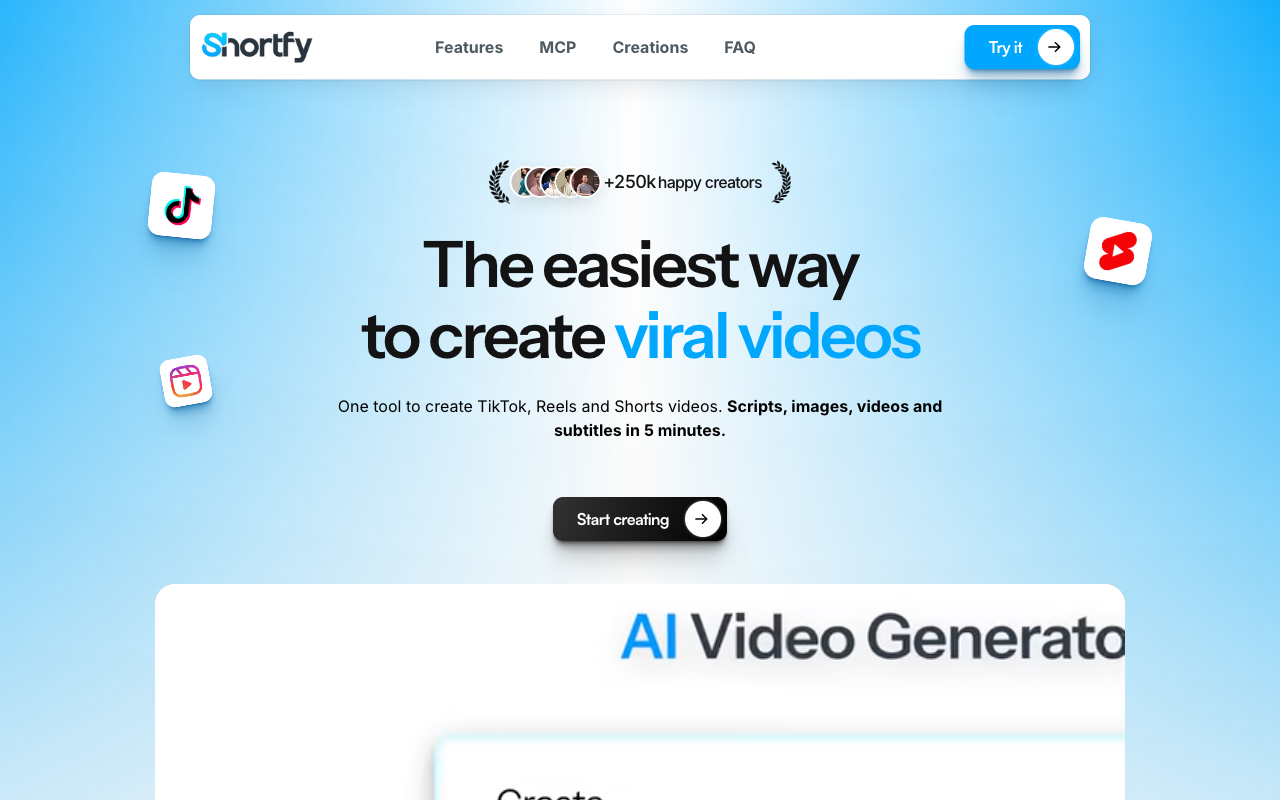 Shortfy
Features
MCP
Creations
FAQ
Try it
+250k happy creators
The easiest way
to create viral videos
One tool to create TikTok, Reels and Shorts videos. Scripts, images, videos and
subtitles in 5 minutes.
Start creating
AI Video Generato
Create